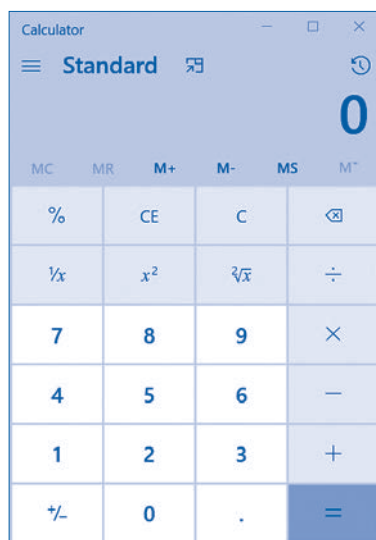 Calculator
Standard
0
MC MR M+ M- MS M˅
% CE C
¹/x x² ²√x ÷
7 8 9 ×
4 5 6 −
1 2 3 +
+/− 0 . =